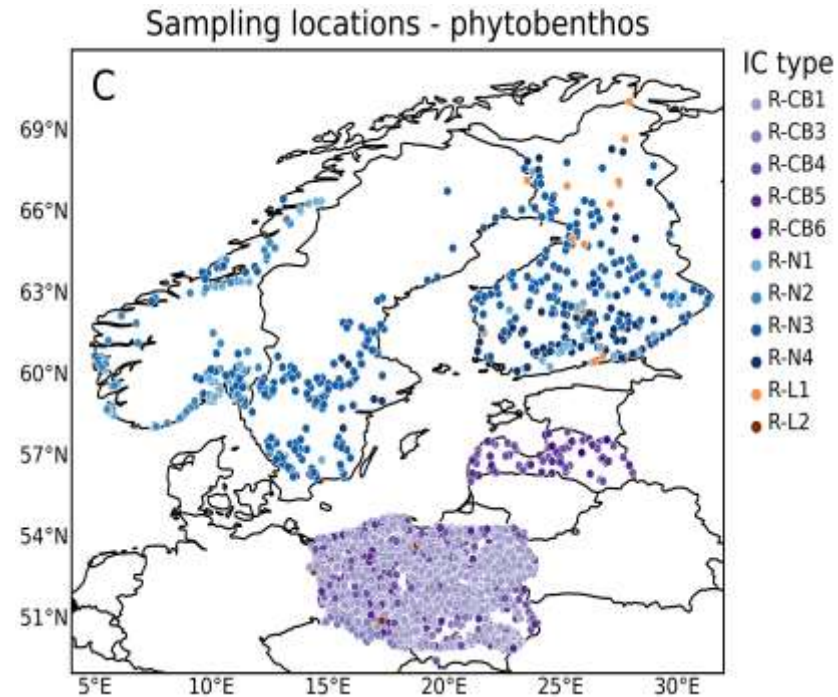 Sampling locations - phytobenthos
C
IC type
R-CB1
R-CB3
R-CB4
R-CB5
R-CB6
R-N1
R-N2
R-N3
R-N4
R-L1
R-L2
69°N
66°N
63°N
60°N
57°N
54°N
51°N
5°E 10°E 15°E 20°E 25°E 30°E